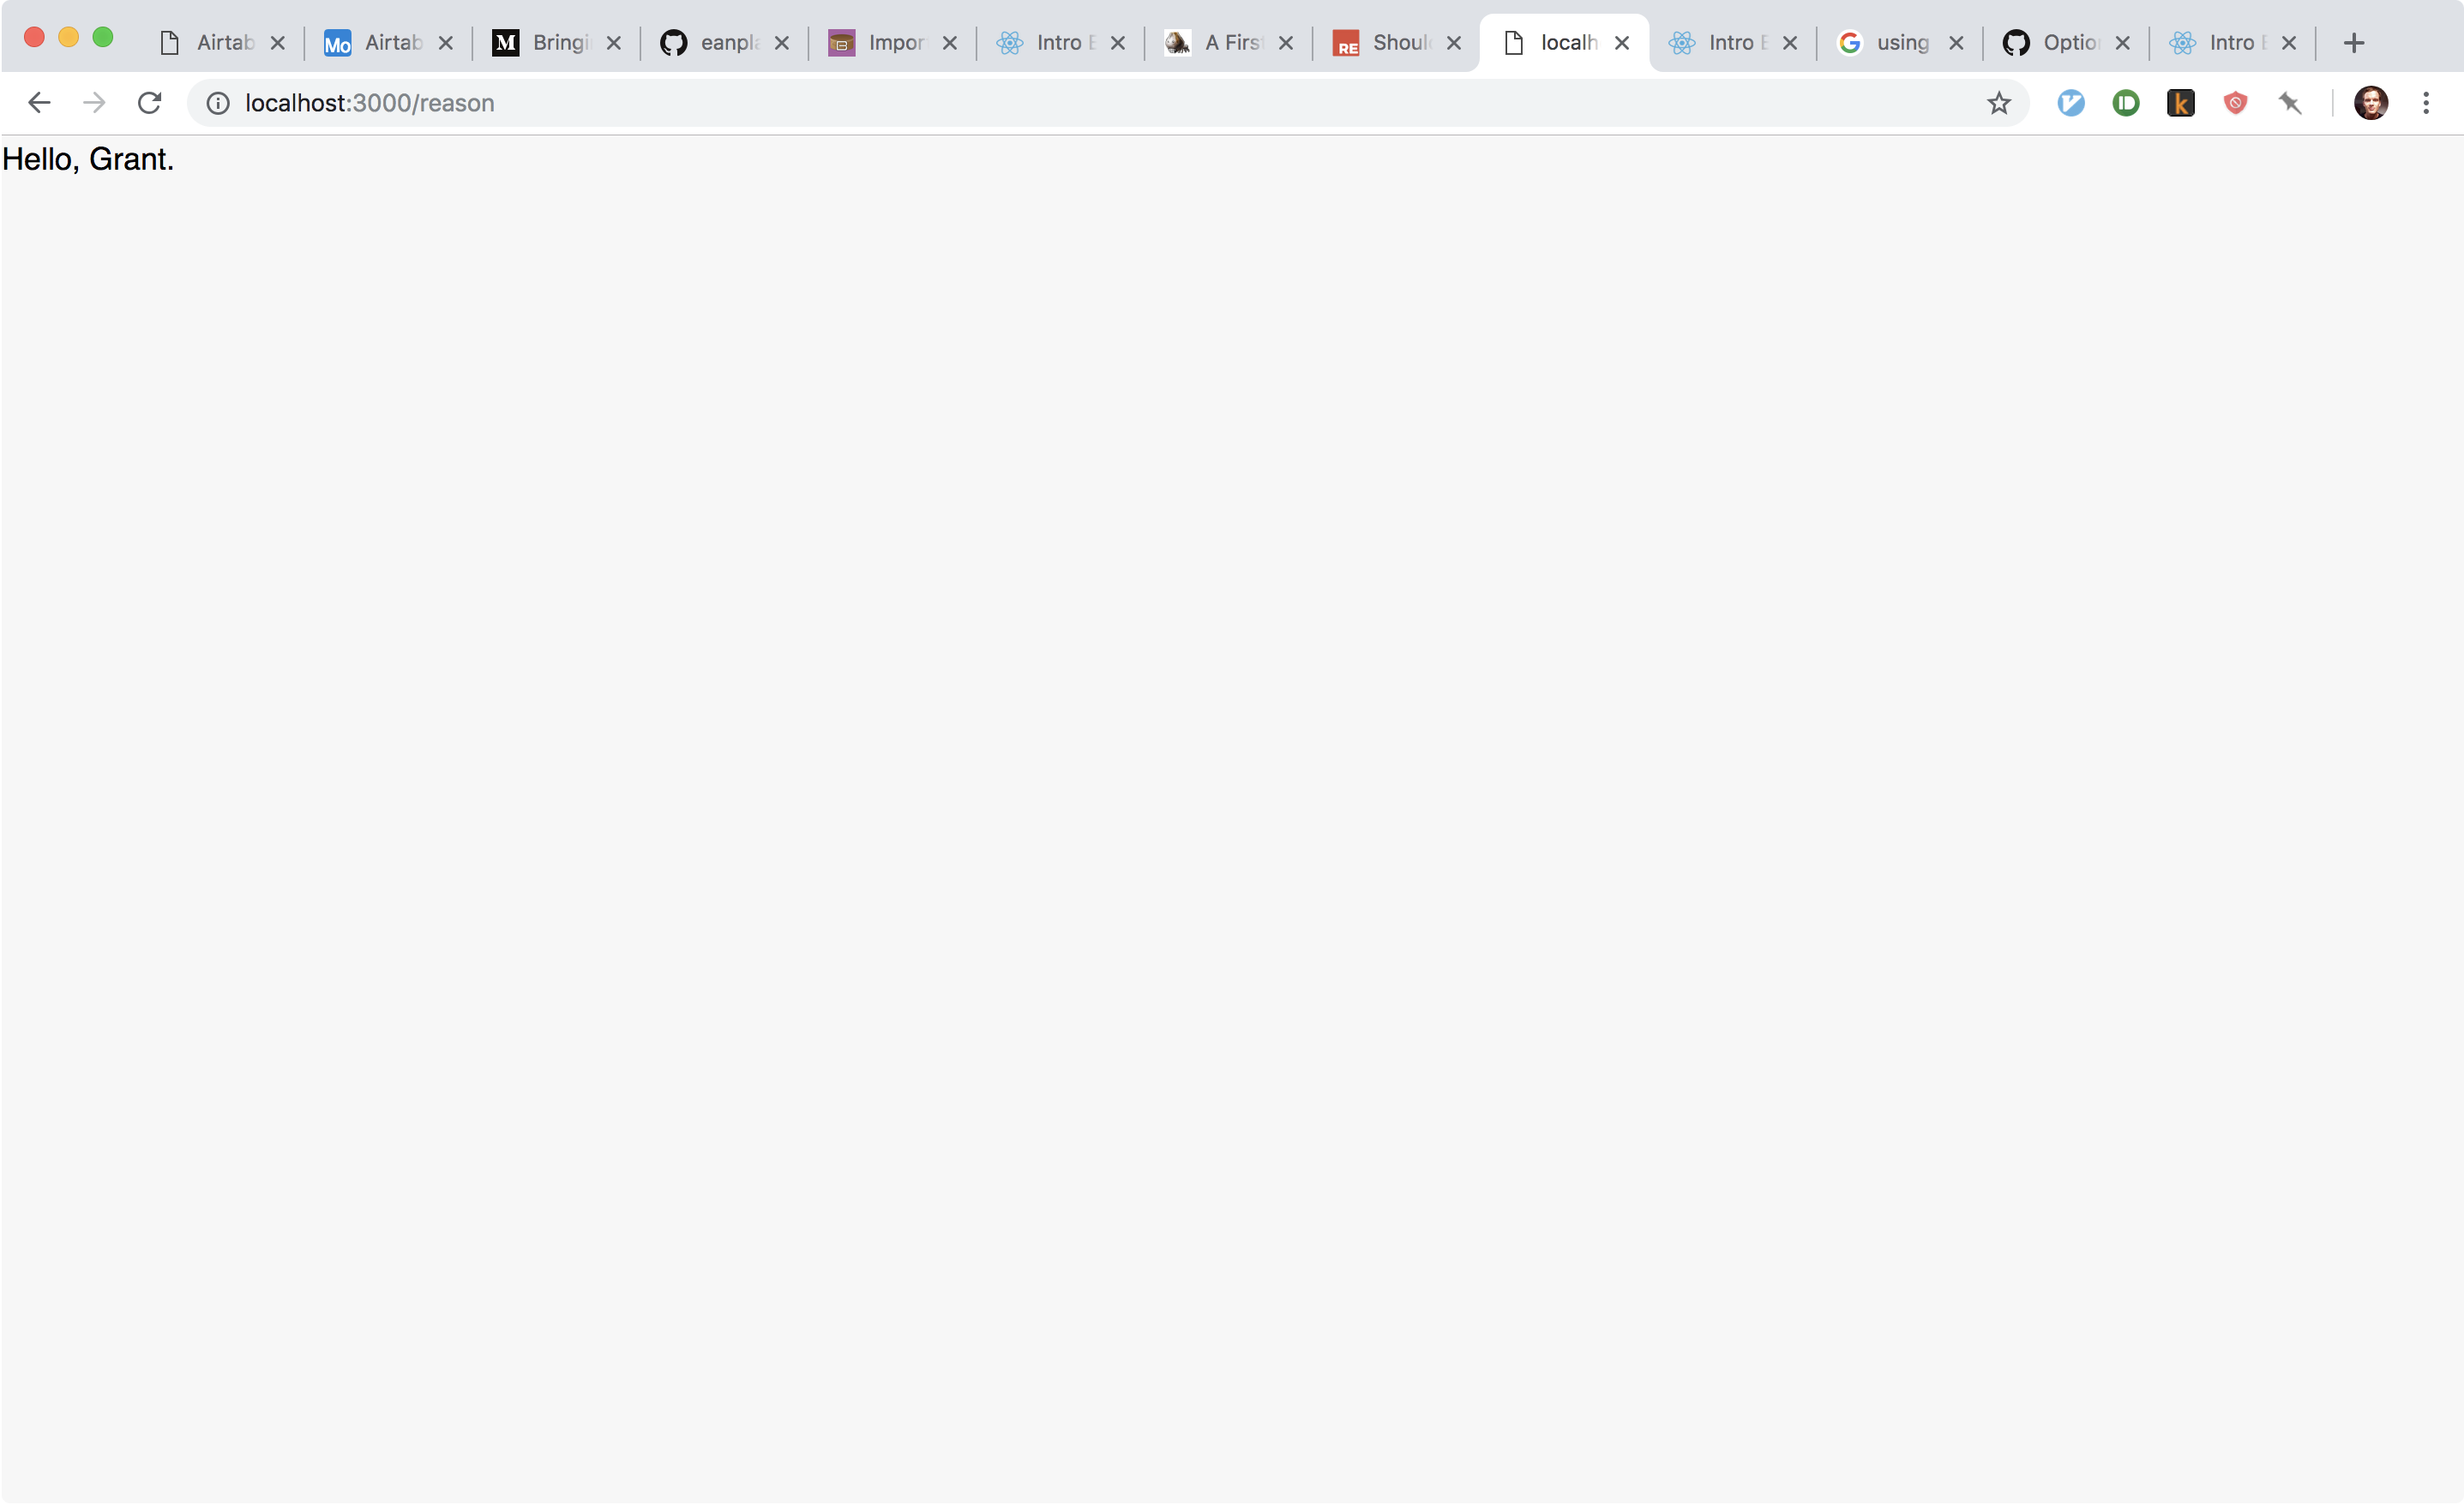 Airtab Mo Airtab M Bringi eanpla Impor Intro E A First RE Shoul localh Intro E G using Optio Intro E
localhost:3000/reason k
Hello, Grant.